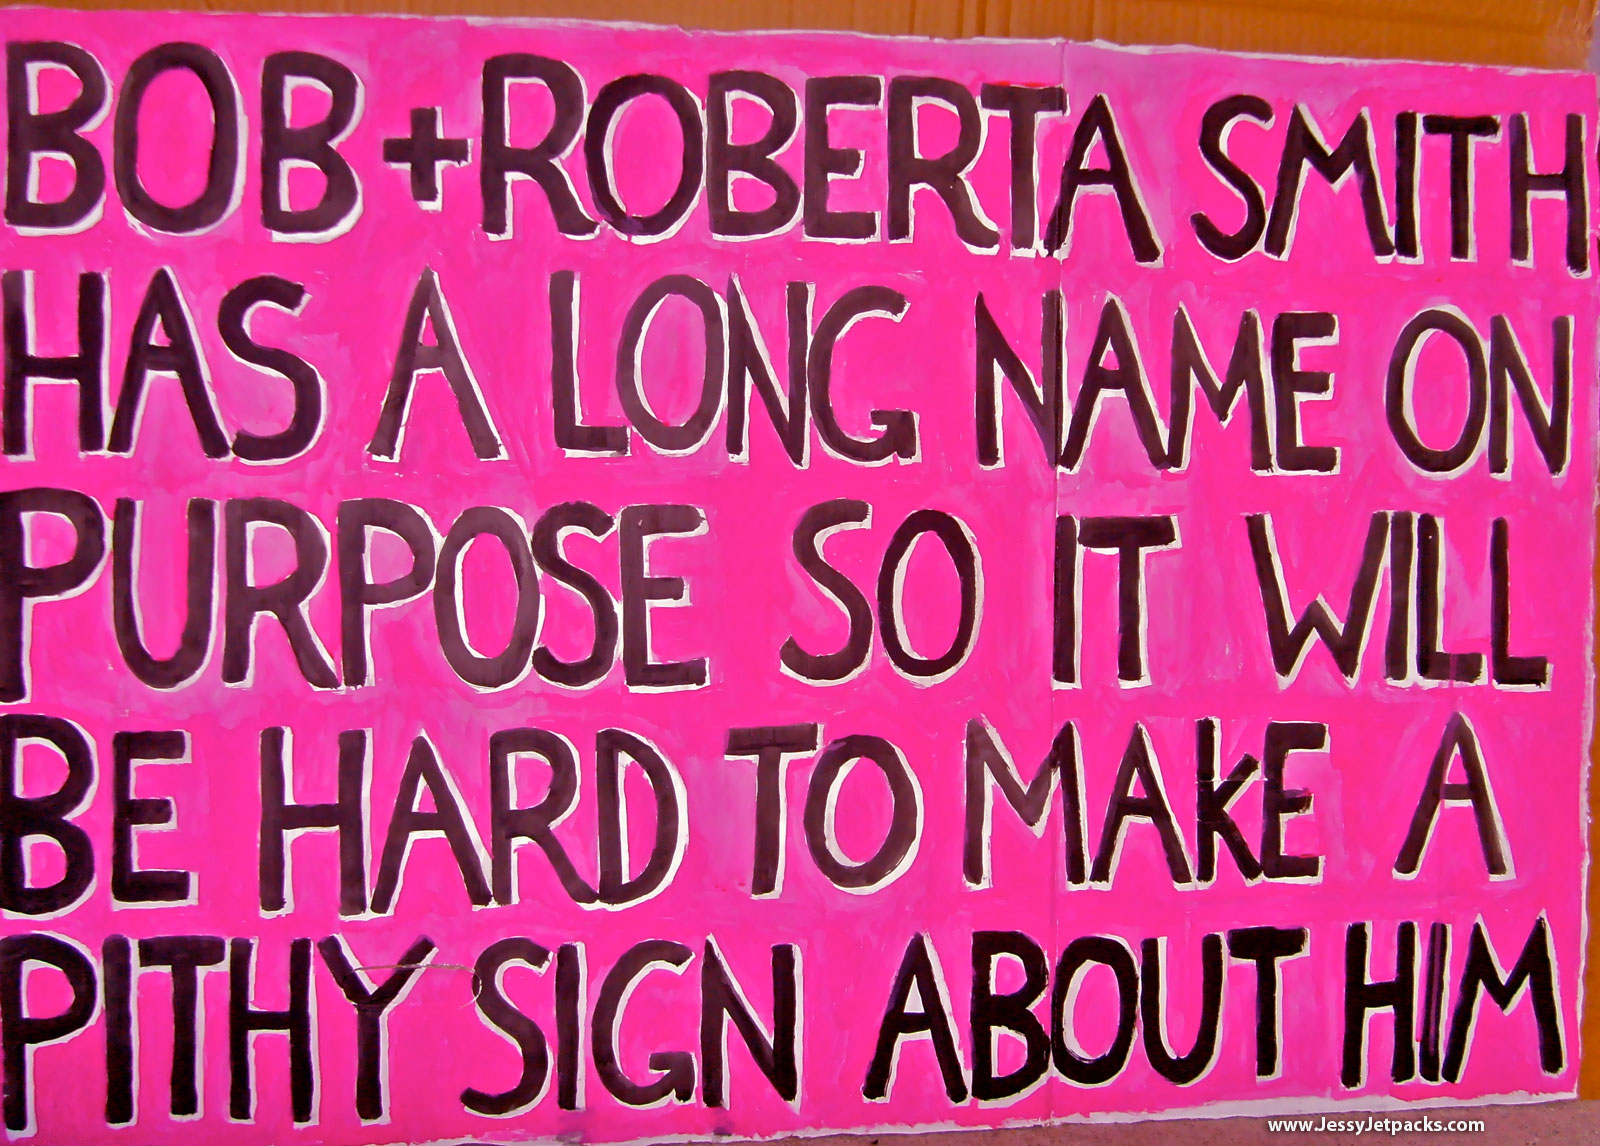 BOB + ROBERTA SMITH
HAS A LONG NAME ON
PURPOSE SO IT WILL
BE HARD TO MAkE A
PITHY SIGN ABOUT HIM
www.JessyJetpacks.com